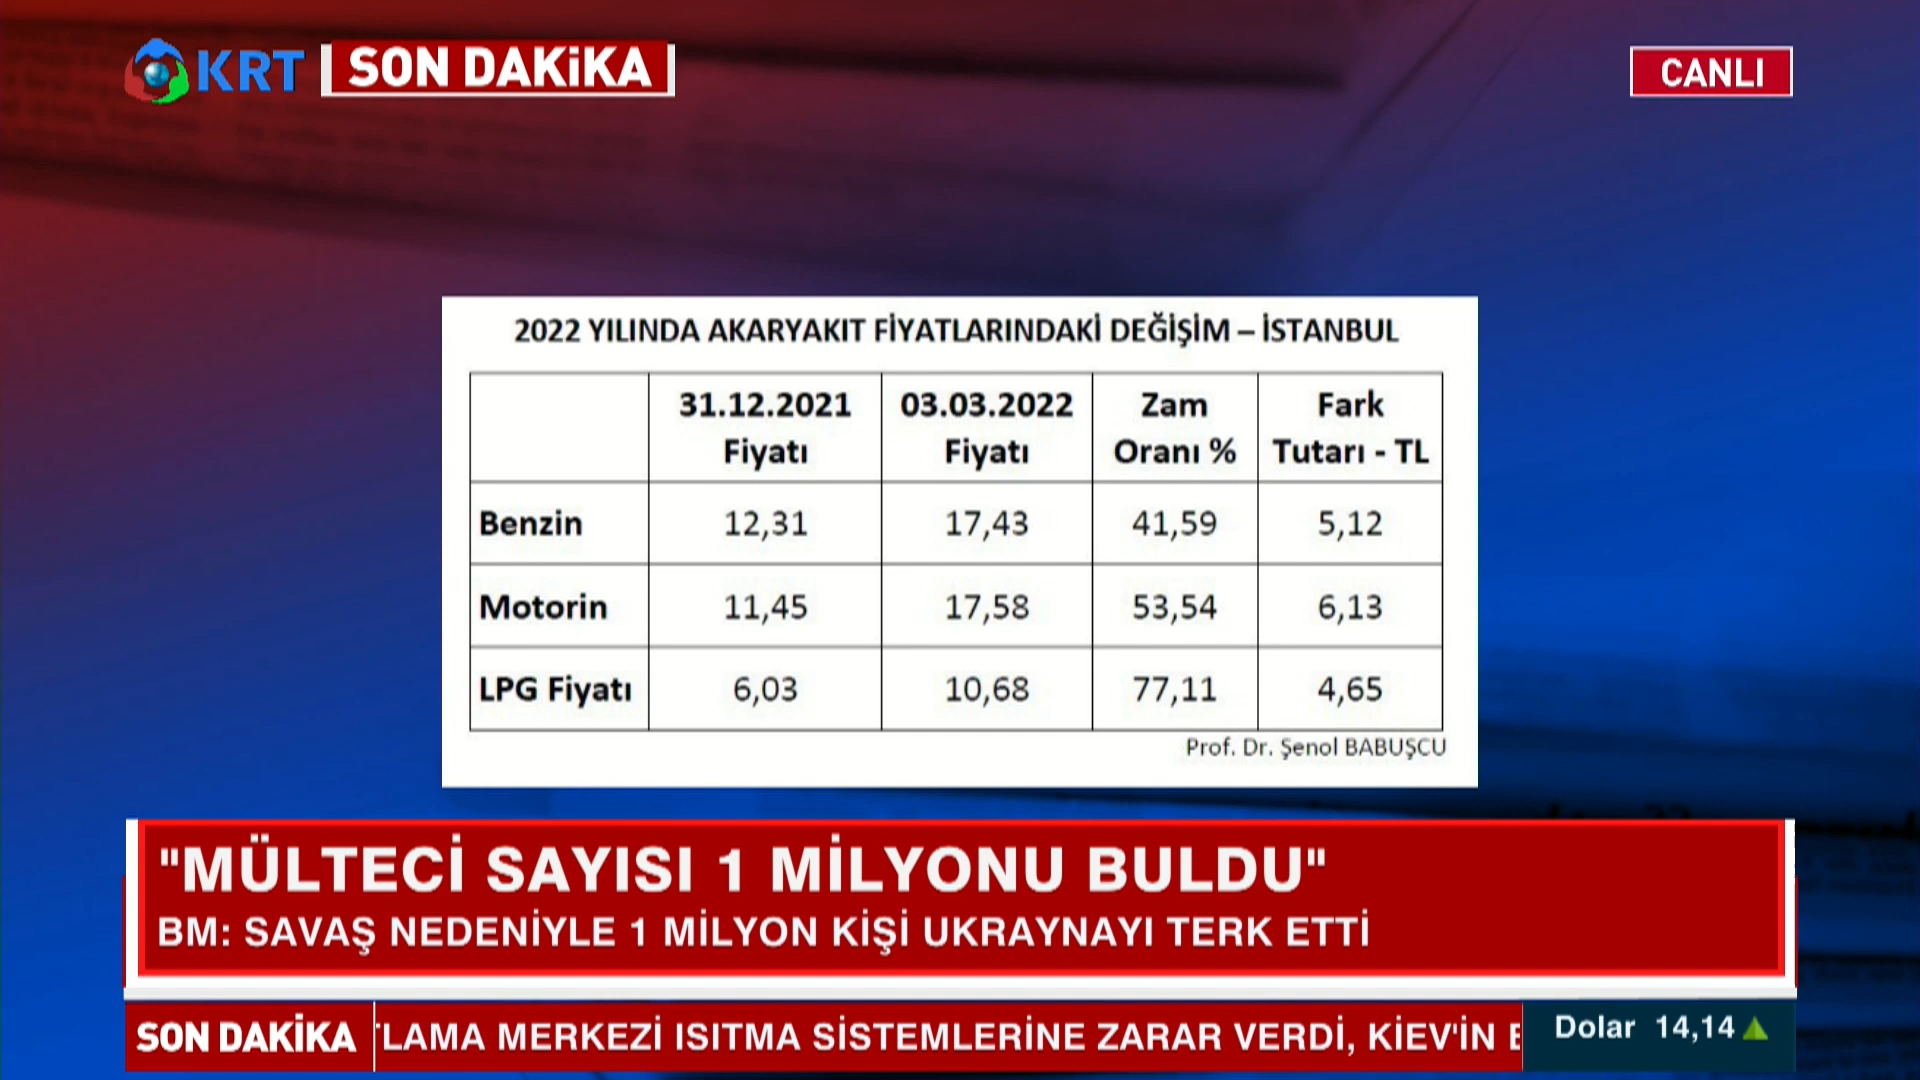 KRT SON DAKİKA
CANLI
2022 YILINDA AKARYAKIT FİYATLARINDAKİ DEĞİŞİM – İSTANBUL
31.12.2021 Fiyatı 03.03.2022 Fiyatı Zam Oranı % Fark Tutarı - TL
Benzin 12,31 17,43 41,59 5,12
Motorin 11,45 17,58 53,54 6,13
LPG Fiyatı 6,03 10,68 77,11 4,65
Prof. Dr. Şenol BABUŞCU
"MÜLTECİ SAYISI 1 MİLYONU BULDU"
BM: SAVAŞ NEDENİYLE 1 MİLYON KİŞİ UKRAYNAYI TERK ETTİ
SON DAKİKA LAMA MERKEZİ ISITMA SİSTEMLERİNE ZARAR VERDİ, KİEV'İN
Dolar 14,14